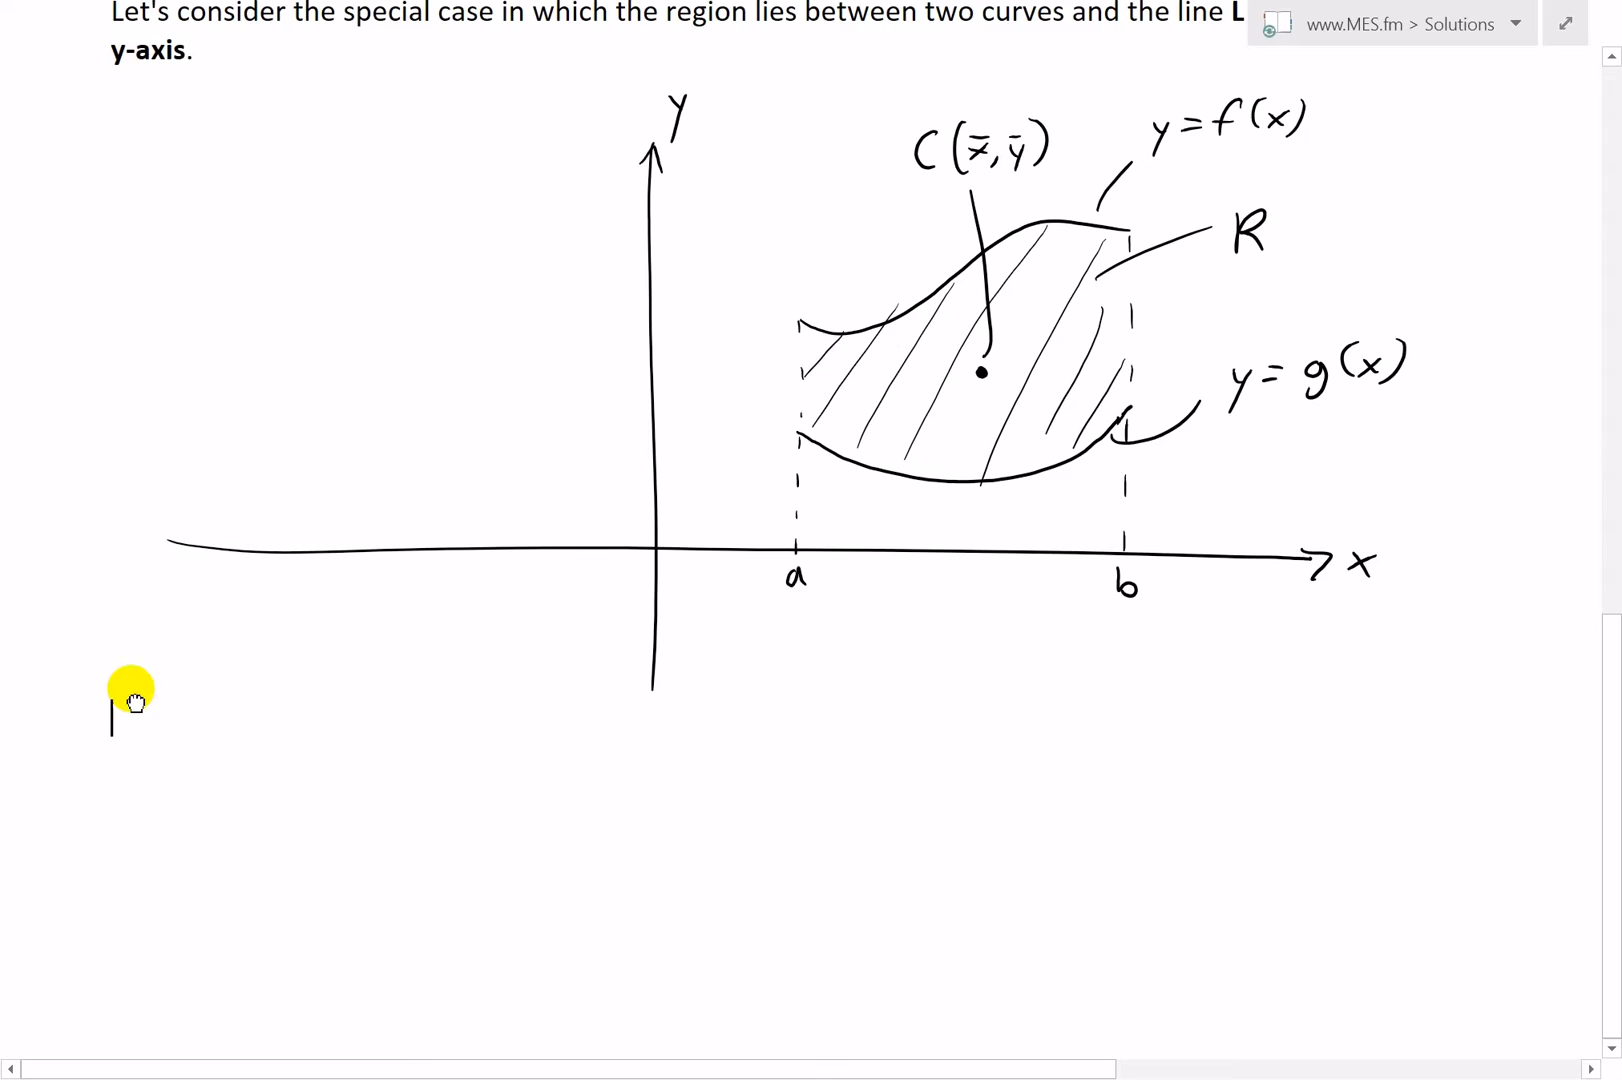 Let's consider the special case in which the region lies between two curves and the line L
y-axis.
www.MES.fm > Solutions
y
C(x̄, ȳ)
y = f(x)
R
y = g(x)
x
a
b